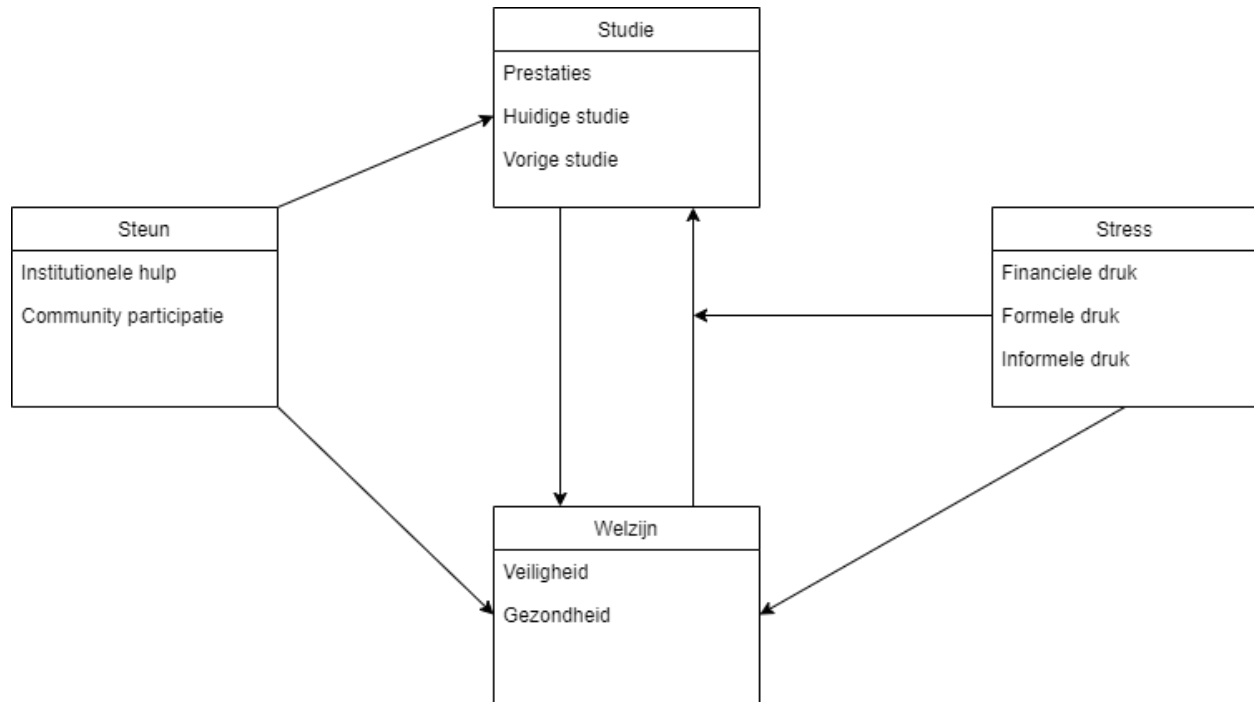 Studie
Prestaties
Huidige studie
Vorige studie
Steun
Institutionele hulp
Community participatie
Stress
Financiele druk
Formele druk
Informele druk
Welzijn
Veiligheid
Gezondheid